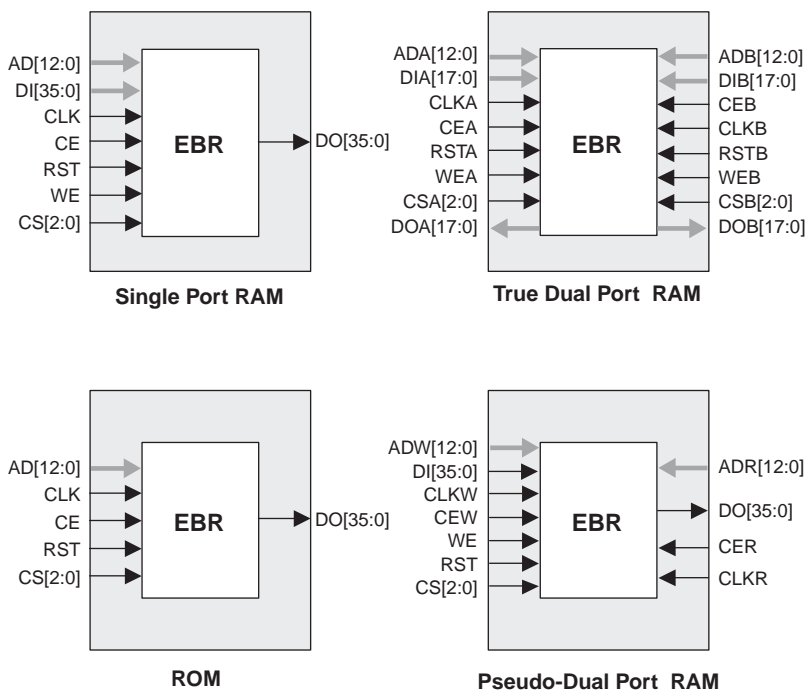 AD[12:0]
DI[35:0]
CLK
CE
RST
WE
CS[2:0]
EBR
DO[35:0]
Single Port RAM
ADA[12:0]
DIA[17:0]
CLKA
CEA
RSTA
WEA
CSA[2:0]
DOA[17:0]
EBR
ADB[12:0]
DIB[17:0]
CEB
CLKB
RSTB
WEB
CSB[2:0]
DOB[17:0]
True Dual Port RAM
AD[12:0]
CLK
CE
RST
CS[2:0]
EBR
DO[35:0]
ROM
ADW[12:0]
DI[35:0]
CLKW
CEW
WE
RST
CS[2:0]
EBR
ADR[12:0]
DO[35:0]
CER
CLKR
Pseudo-Dual Port RAM